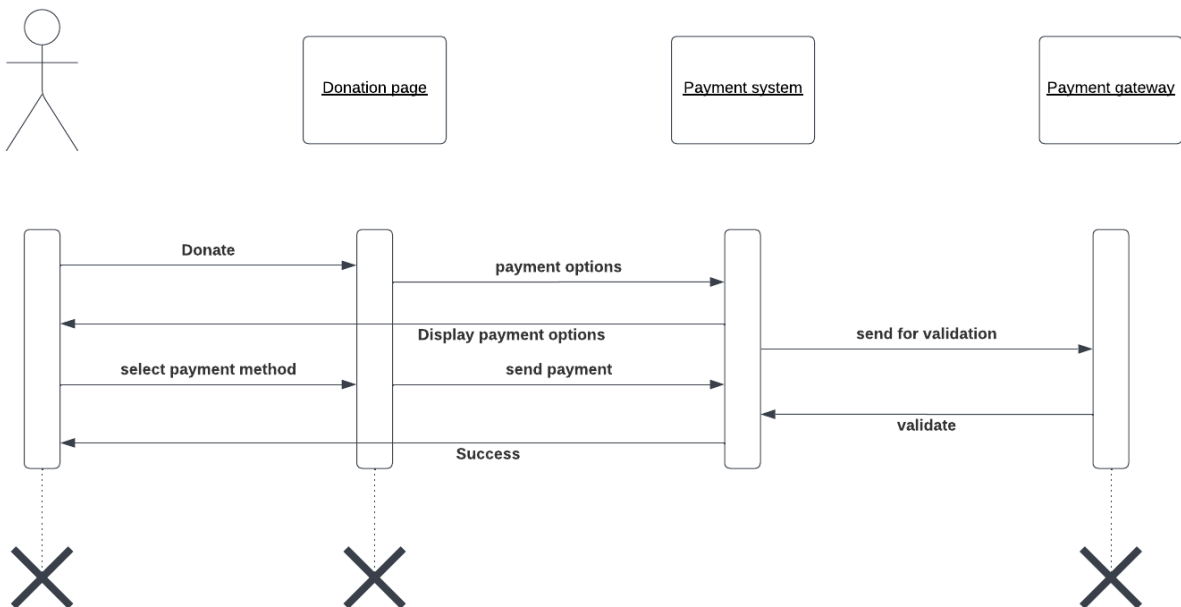 Donation page
Payment system
Payment gateway
Donate
payment options
Display payment options
send for validation
select payment method
send payment
validate
Success